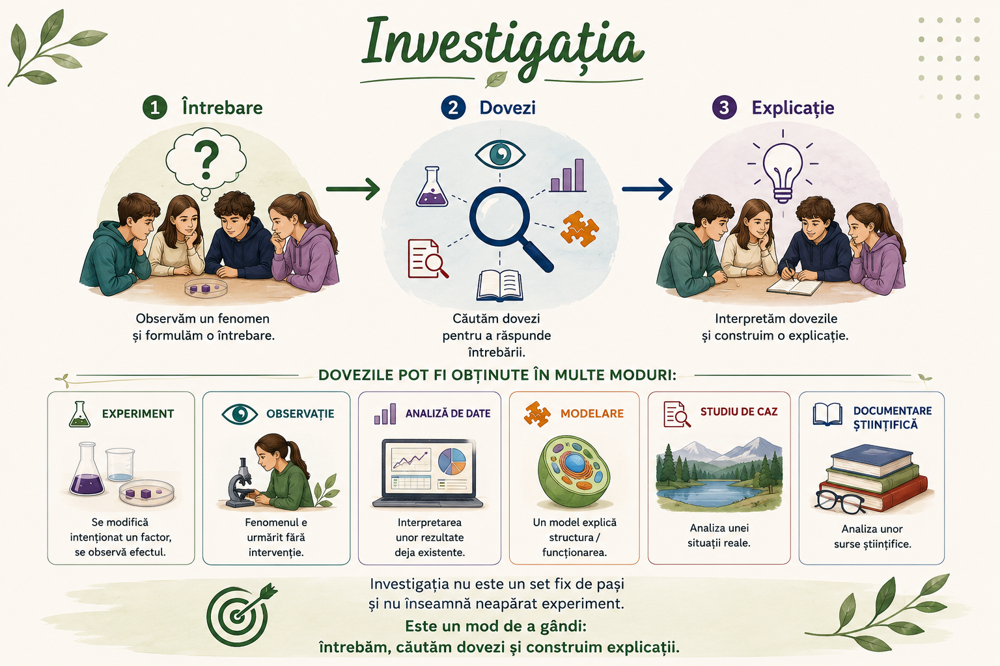 Investigația
1 Întrebare
2 Dovezi
3 Explicație
?
Observăm un fenomen
și formulăm o întrebare.
Căutăm dovezi
pentru a răspunde
întrebării.
Interpretăm dovezile
și construim o explicație.
DOVEZILE POT FI OBȚINUTE ÎN MULTE MODURI:
EXPERIMENT
Se modifică
intenționat un factor,
se observă efectul.
OBSERVAȚIE
Fenomenul e
urmărit fără
intervenție.
ANALIZĂ DE DATE
Interpretarea
unor rezultate
deja existente.
MODELARE
Un model explică
structura /
funcționarea.
STUDIU DE CAZ
Analiza unei
situații reale.
DOCUMENTARE
ȘTIINȚIFICĂ
Analiza unor
surse științifice.
Investigația nu este un set fix de pași
și nu înseamnă neapărat experiment.
Este un mod de a gândi:
întrebăm, căutăm dovezi și construim explicații.